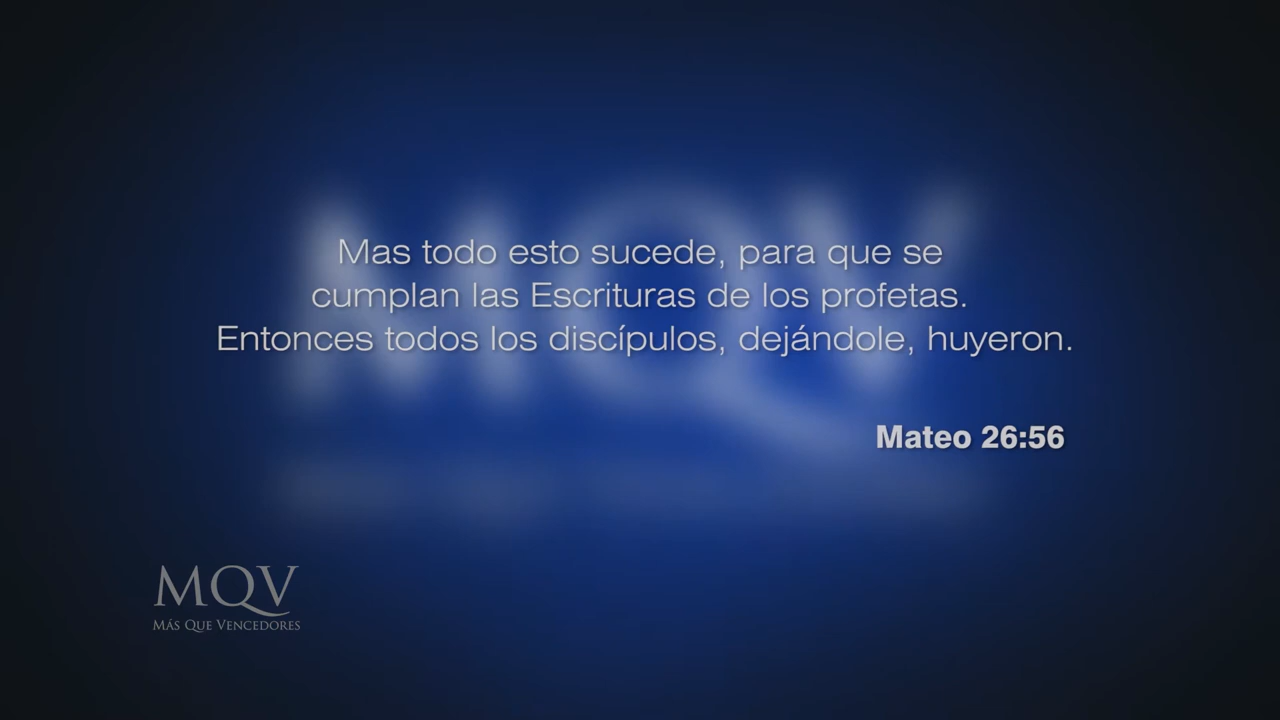 Mas todo esto sucede, para que se
cumplan las Escrituras de los profetas.
Entonces todos los discípulos, dejándole, huyeron.
Mateo 26:56
MQV
MÁS QUE VENCEDORES